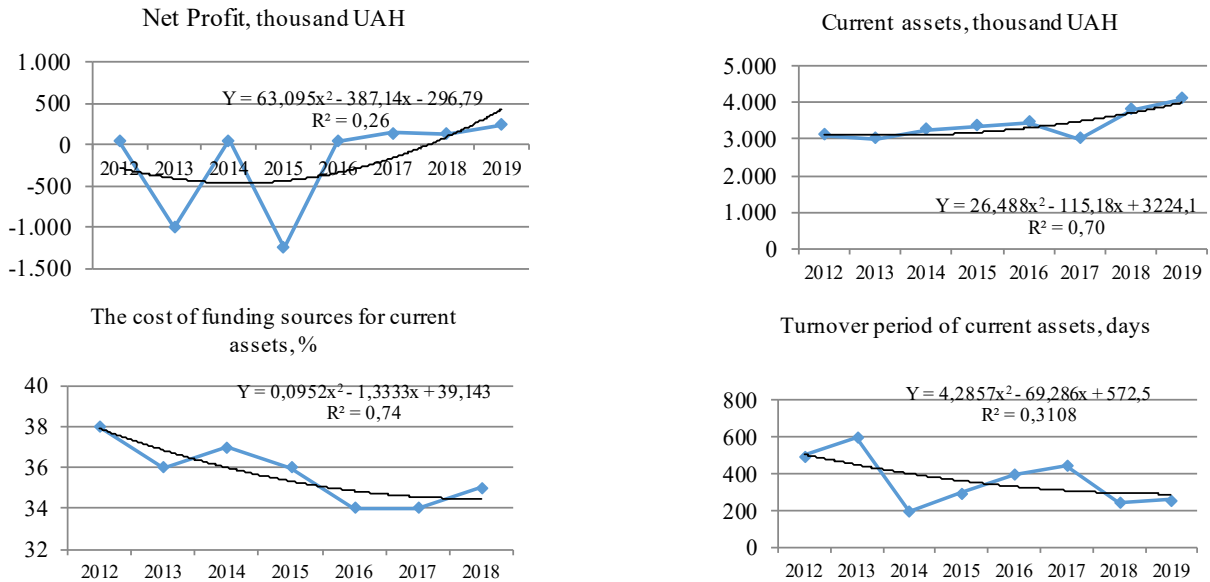 Net Profit, thousand UAH
1.000
500
0
-500
-1.000
-1.500
Y = 63,095x² - 387,14x - 296,79
R² = 0,26
2012 2013 2014 2015 2016 2017 2018 2019
Current assets, thousand UAH
5.000
4.000
3.000
2.000
1.000
0
Y = 26,488x² - 115,18x + 3224,1
R² = 0,70
2012 2013 2014 2015 2016 2017 2018 2019
The cost of funding sources for current
assets, %
40
38
36
34
32
Y = 0,0952x² - 1,3333x + 39,143
R² = 0,74
2012 2013 2014 2015 2016 2017 2018
Turnover period of current assets, days
800
600
400
200
0
Y = 4,2857x² - 69,286x + 572,5
R² = 0,3108
2012 2013 2014 2015 2016 2017 2018 2019